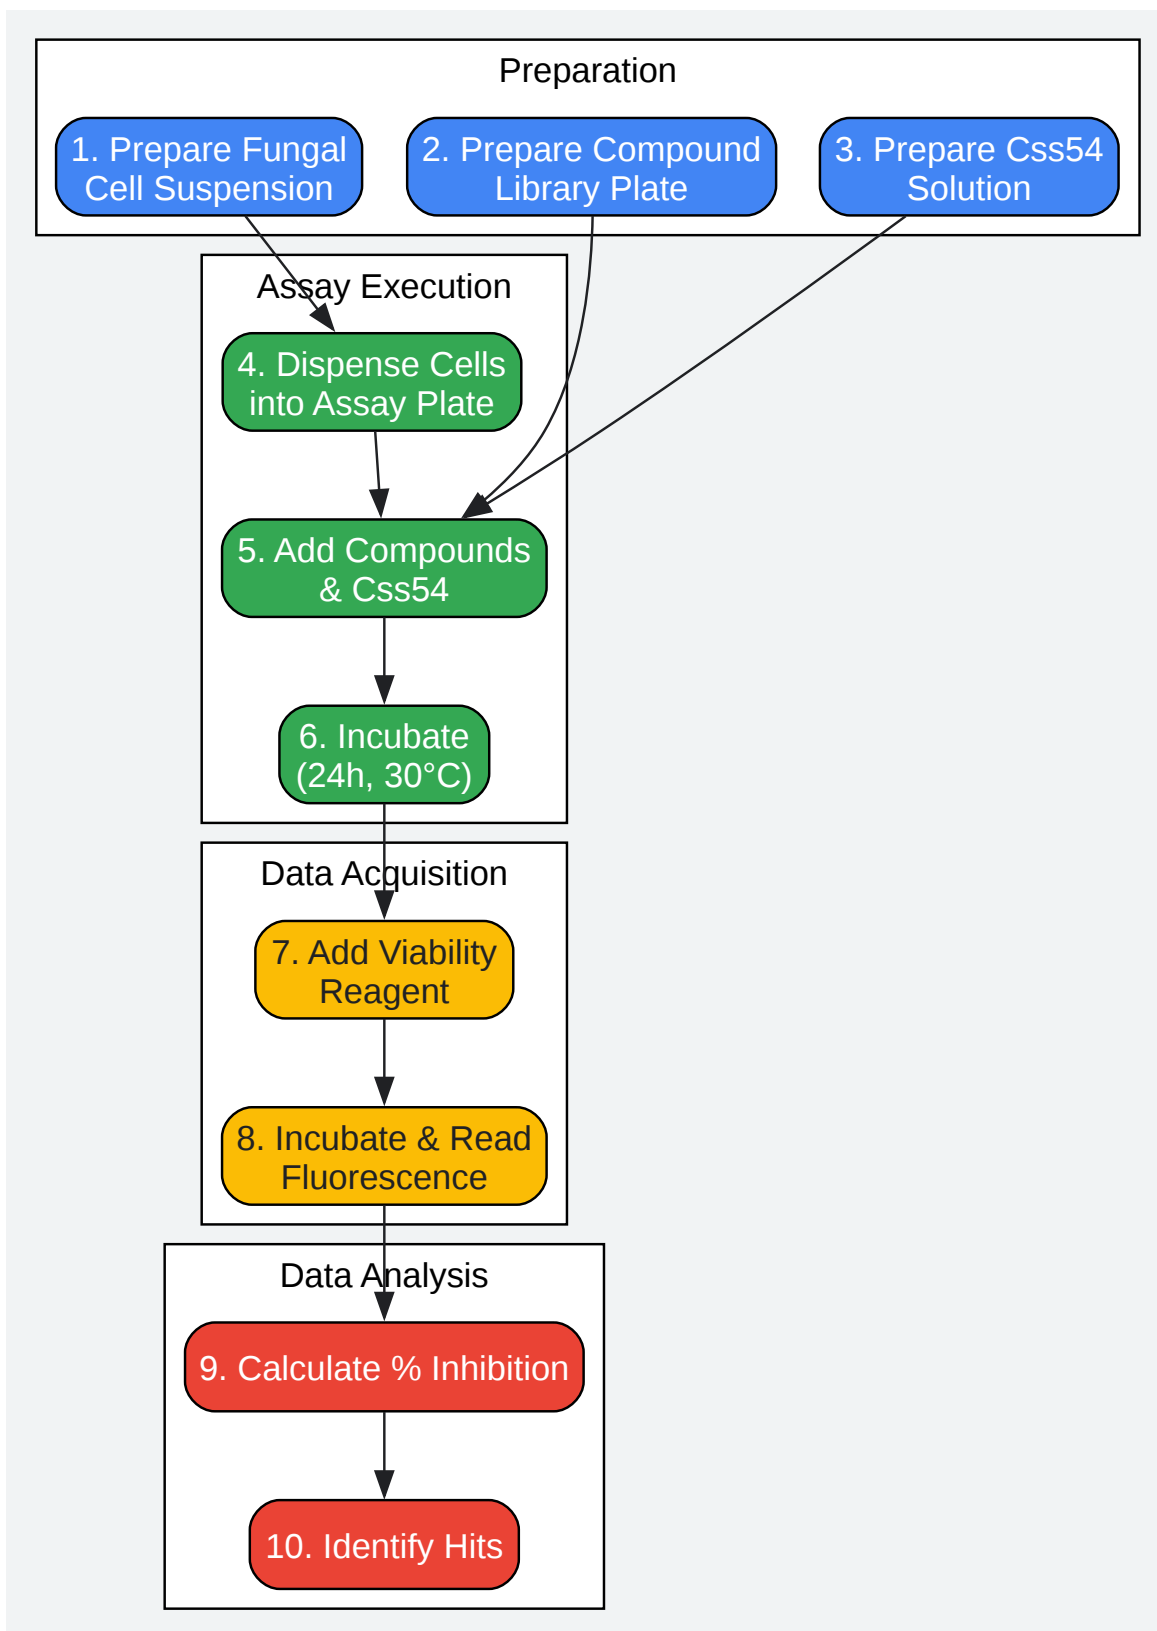 Preparation
1. Prepare Fungal
Cell Suspension
2. Prepare Compound
Library Plate
3. Prepare Css54
Solution
Assay Execution
4. Dispense Cells
into Assay Plate
5. Add Compounds
& Css54
6. Incubate
(24h, 30°C)
Data Acquisition
7. Add Viability
Reagent
8. Incubate & Read
Fluorescence
Data Analysis
9. Calculate % Inhibition
10. Identify Hits